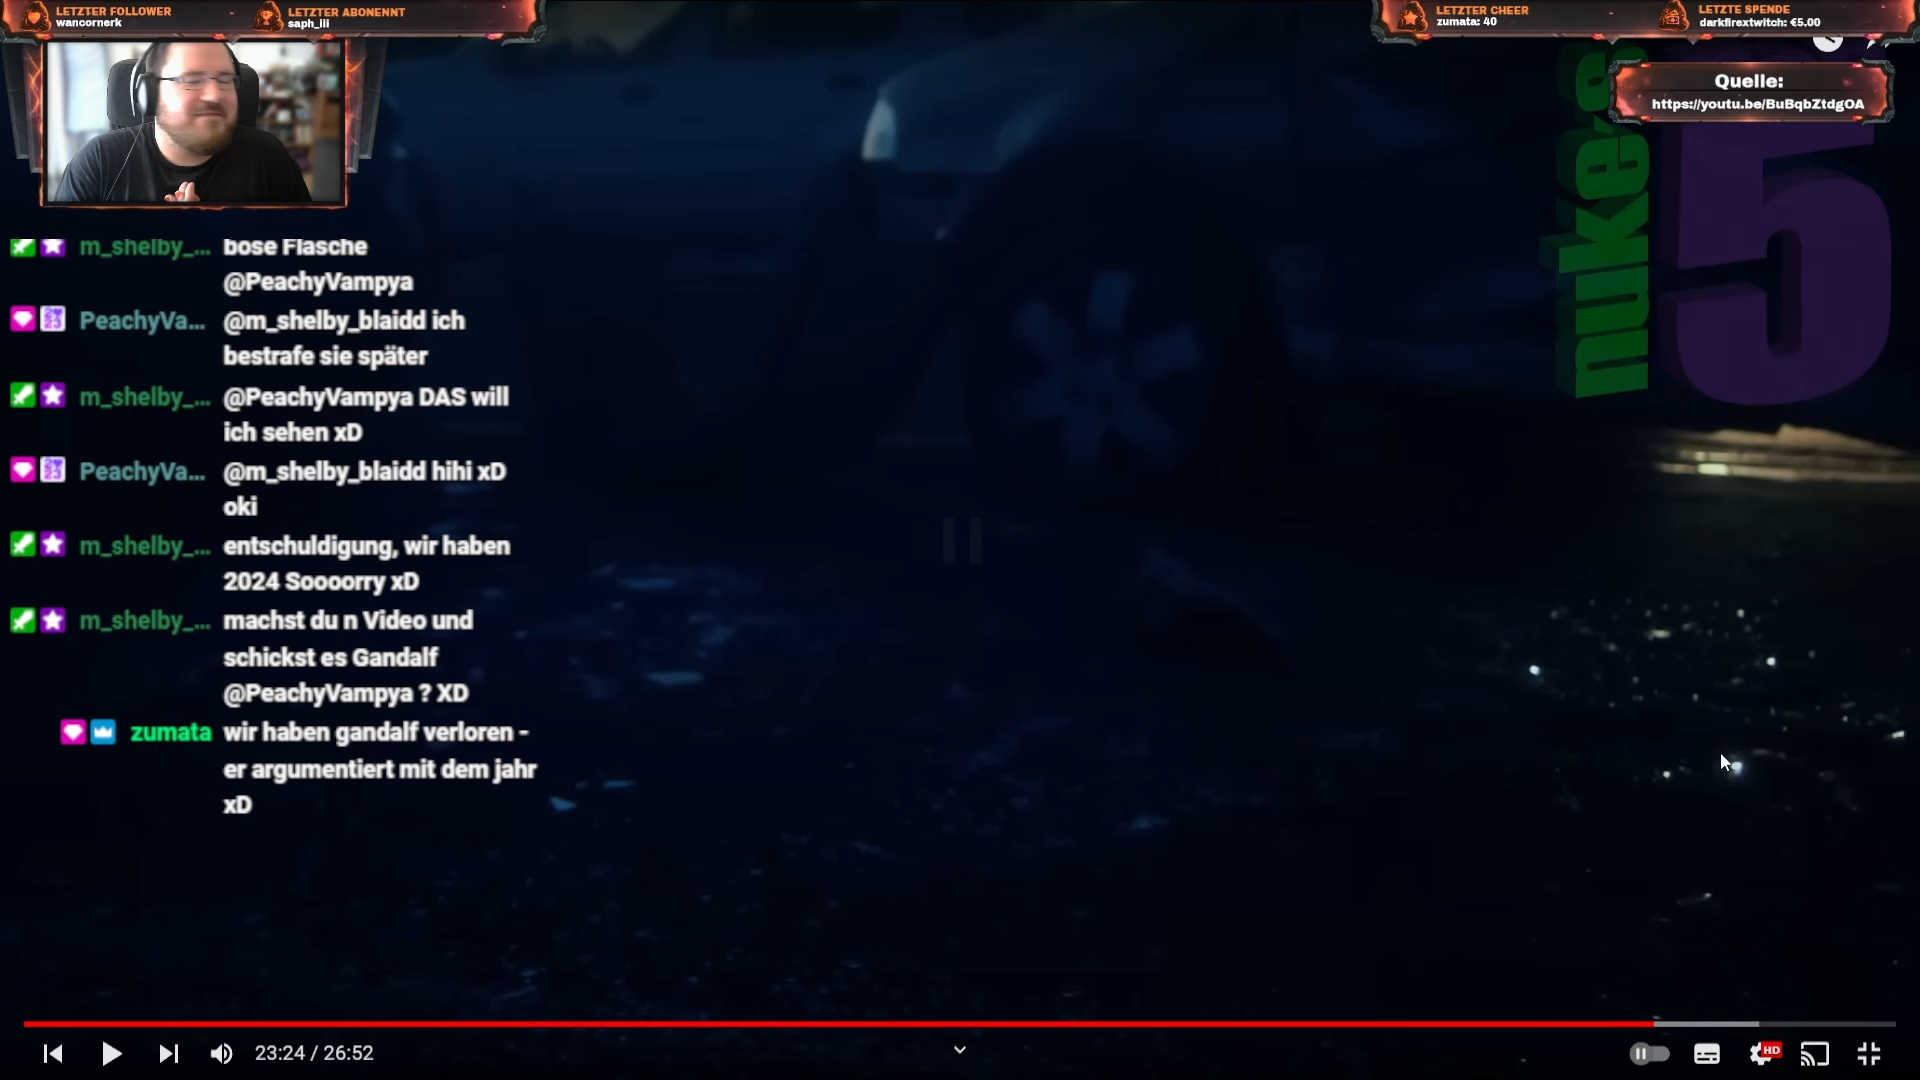 LETZTER FOLLOWER
wancornerk
LETZTER ABONENNT
saph_iii
LETZTER CHEER
zumata: 40
LETZTE SPENDE
darkfirextwitch: €5.00
Quelle:
https://youtu.be/BuBqbZtdgOA
nuke's
5
m_shelby_... böse Flasche
@PeachyVampya
PeachyVa... @m_shelby_blaidd ich
bestrafe sie später
m_shelby_... @PeachyVampya DAS will
ich sehen xD
PeachyVa... @m_shelby_blaidd hihi xD
oki
m_shelby_... entschuldigung, wir haben
2024 Sooooorry xD
m_shelby_... machst du n Video und
schickst es Gandalf
@PeachyVampya ? XD
zumata wir haben gandalf verloren -
er argumentiert mit dem jahr
xD
23:24 / 26:52
HD